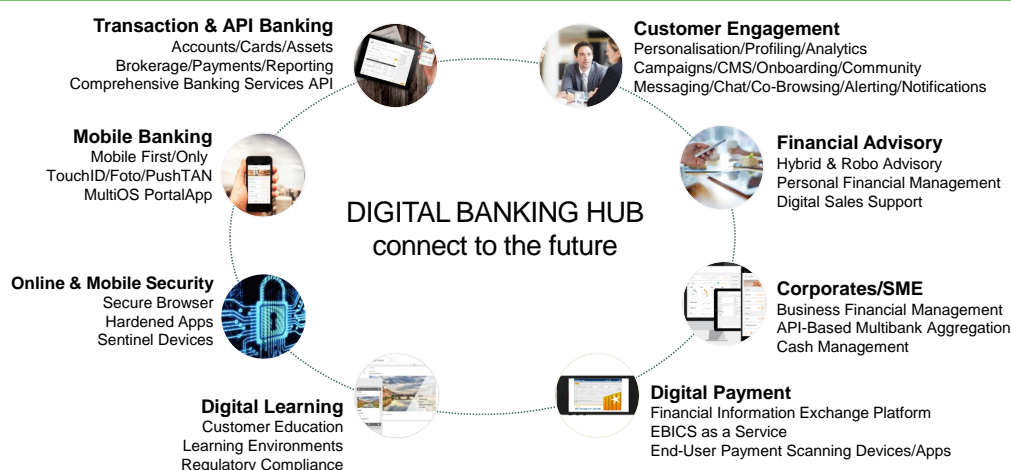 Transaction & API Banking
Accounts/Cards/Assets
Brokerage/Payments/Reporting
Comprehensive Banking Services API
Customer Engagement
Personalisation/Profiling/Analytics
Campaigns/CMS/Onboarding/Community
Messaging/Chat/Co-Browsing/Alerting/Notifications
Mobile Banking
Mobile First/Only
TouchID/Foto/PushTAN
MultiOS PortalApp
Financial Advisory
Hybrid & Robo Advisory
Personal Financial Management
Digital Sales Support
DIGITAL BANKING HUB
connect to the future
Online & Mobile Security
Secure Browser
Hardened Apps
Sentinel Devices
Corporates/SME
Business Financial Management
API-Based Multibank Aggregation
Cash Management
Digital Learning
Customer Education
Learning Environments
Regulatory Compliance
Digital Payment
Financial Information Exchange Platform
EBICS as a Service
End-User Payment Scanning Devices/Apps